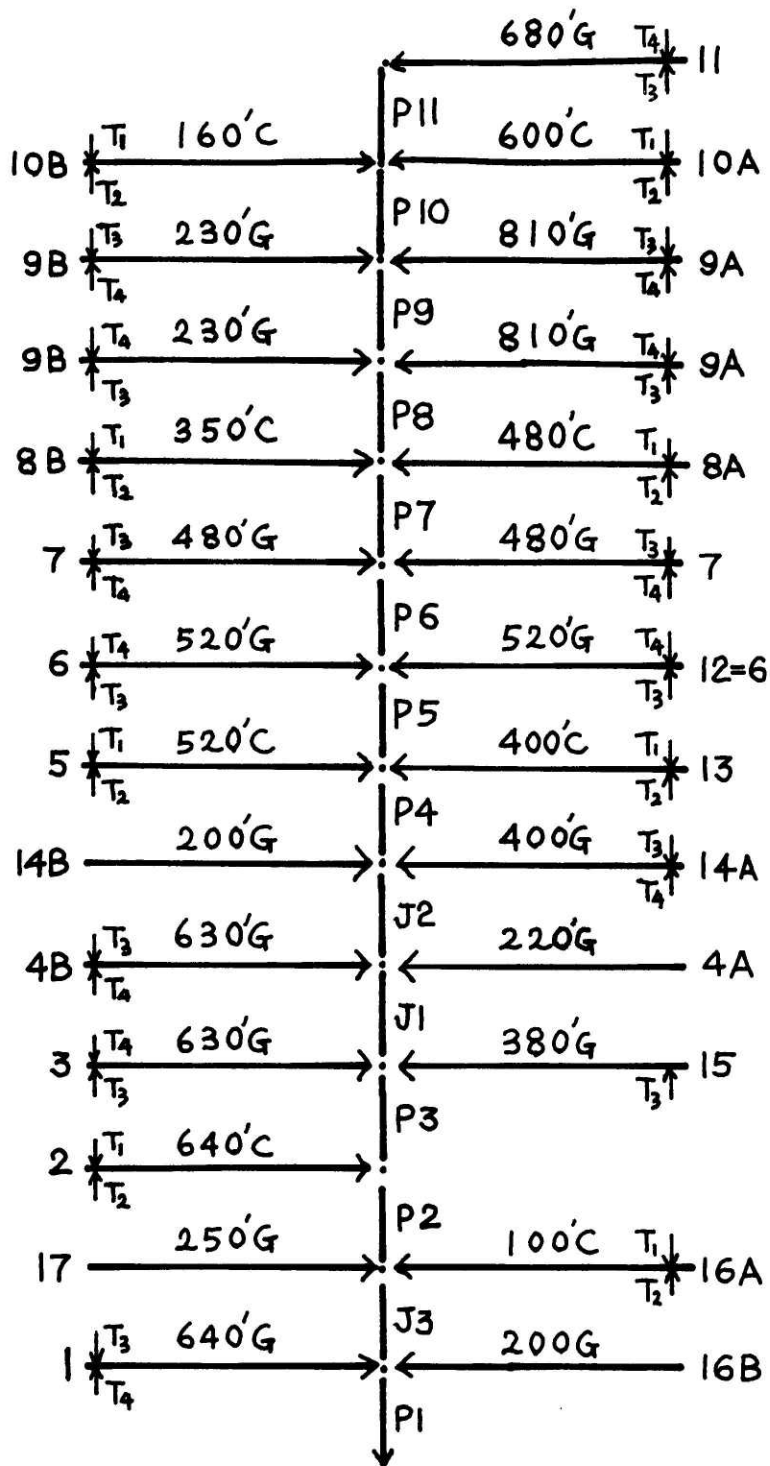 680'G T4 11
T3
P11
10B T1 160'C 600'C T1 10A
T2 T2
P10
9B T3 230'G 810'G T3 9A
T4 T4
P9
9B T4 230'G 810'G T4 9A
T3 T3
P8
8B T1 350'C 480'C T1 8A
T2 T2
P7
7 T3 480'G 480'G T3 7
T4 T4
P6
6 T4 520'G 520'G T4 12=6
T3 T3
P5
5 T1 520'C 400'C T1 13
T2 T2
P4
14B 200'G 400'G T3 14A
T4
J2
4B T3 630'G 220'G 4A
T4
J1
3 T4 630'G 380'G 15
T3 T3
P3
2 T1 640'C
T2
P2
17 250'G 100'C T1 16A
T2
J3
1 T3 640'G 200G 16B
T4
P1